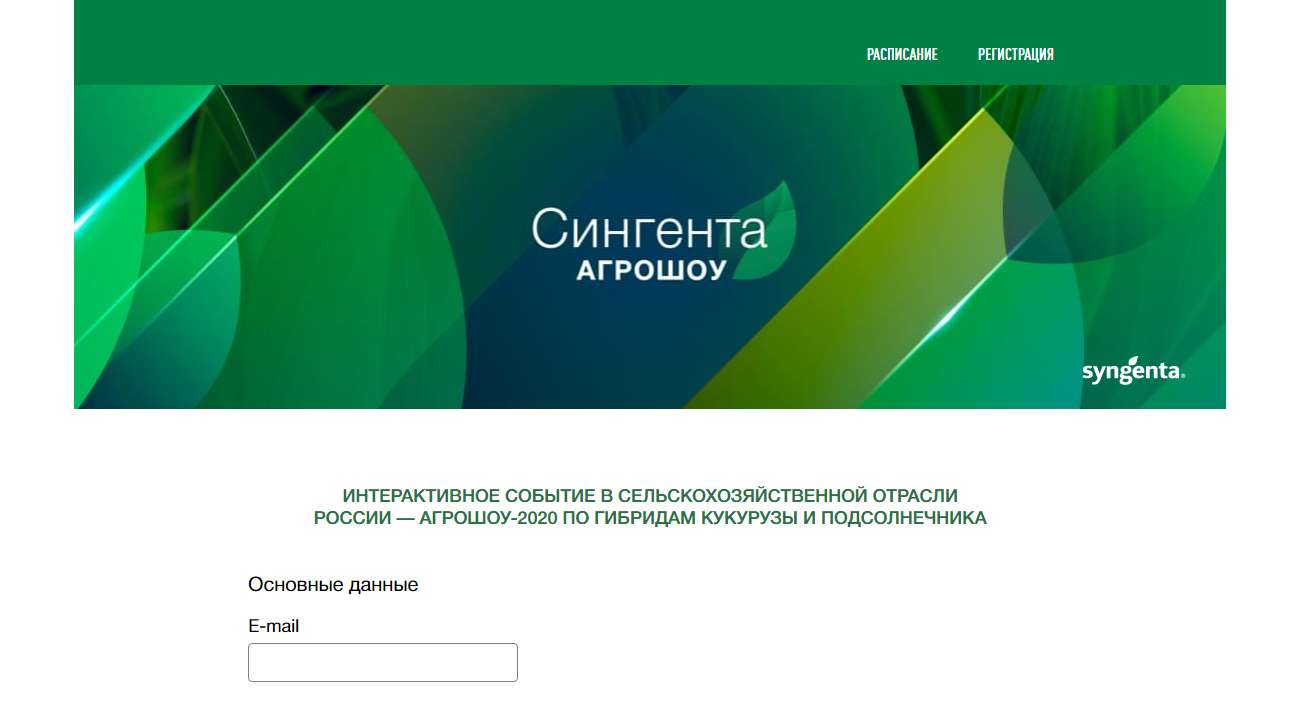 РАСПИСАНИЕ РЕГИСТРАЦИЯ
Сингента
АГРОШОУ
syngenta.
ИНТЕРАКТИВНОЕ СОБЫТИЕ В СЕЛЬСКОХОЗЯЙСТВЕННОЙ ОТРАСЛИ
РОССИИ — АГРОШОУ-2020 ПО ГИБРИДАМ КУКУРУЗЫ И ПОДСОЛНЕЧНИКА
Основные данные
E-mail